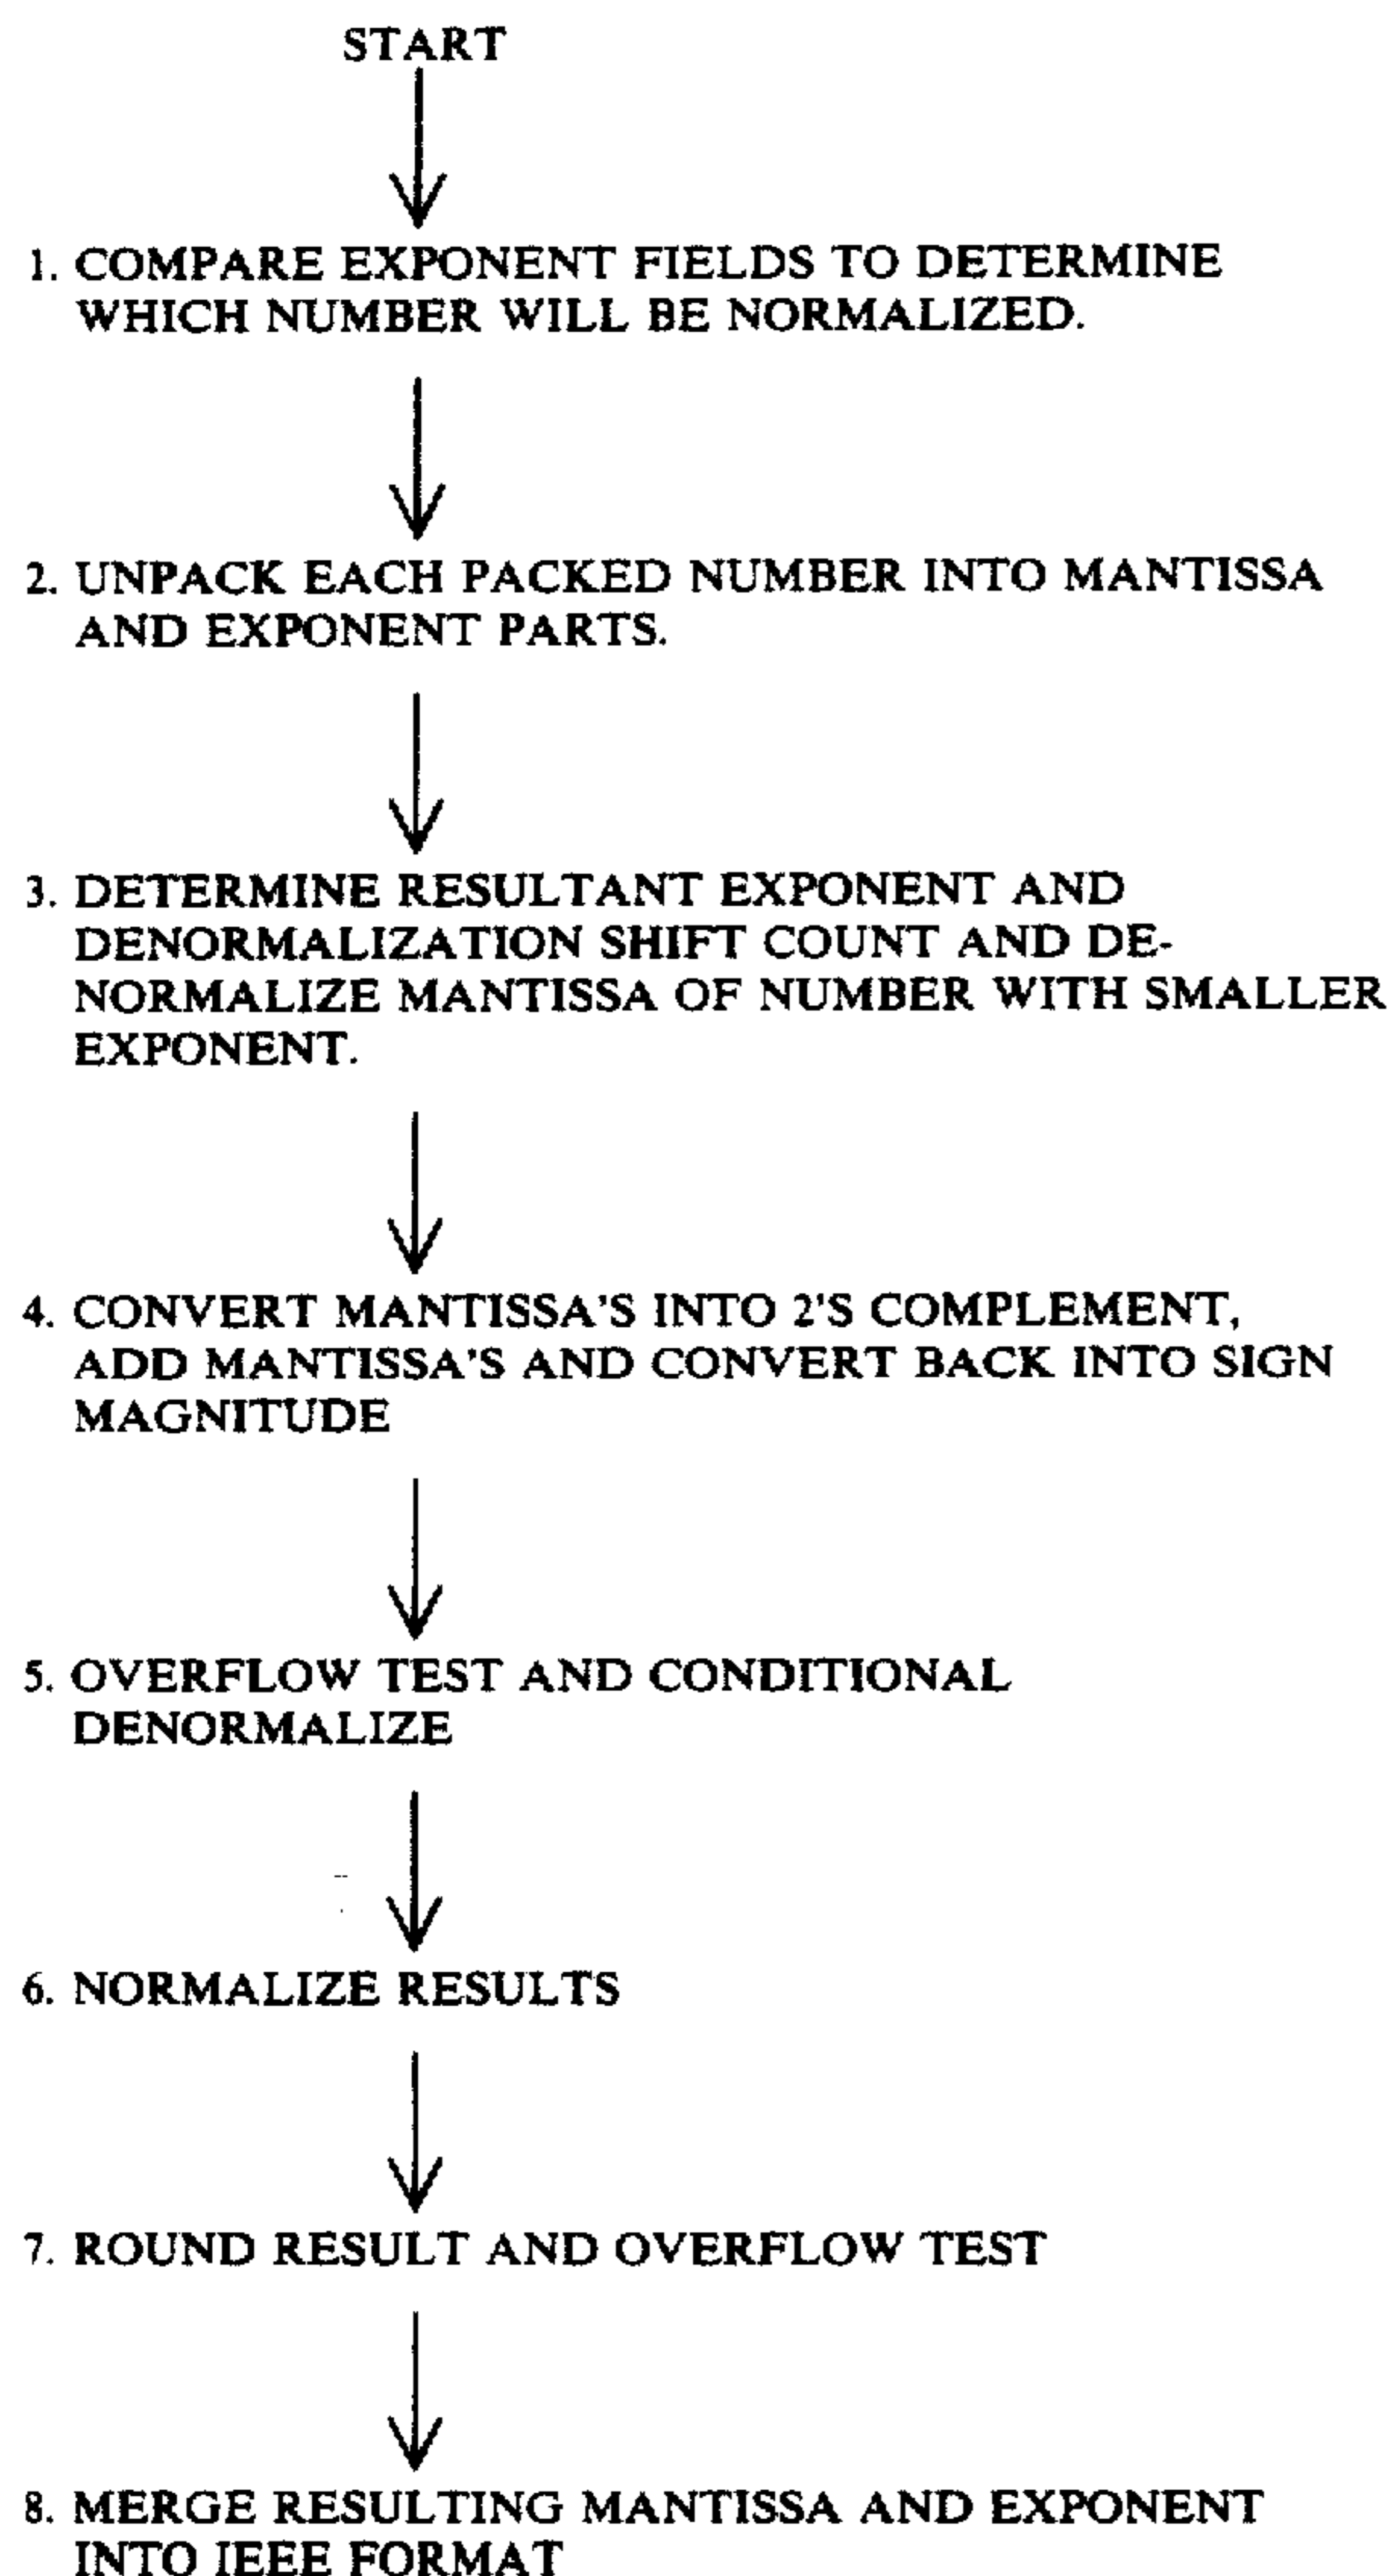 START
1. COMPARE EXPONENT FIELDS TO DETERMINE
WHICH NUMBER WILL BE NORMALIZED.
2. UNPACK EACH PACKED NUMBER INTO MANTISSA
AND EXPONENT PARTS.
3. DETERMINE RESULTANT EXPONENT AND
DENORMALIZATION SHIFT COUNT AND DE-
NORMALIZE MANTISSA OF NUMBER WITH SMALLER
EXPONENT.
4. CONVERT MANTISSA'S INTO 2'S COMPLEMENT,
ADD MANTISSA'S AND CONVERT BACK INTO SIGN
MAGNITUDE
5. OVERFLOW TEST AND CONDITIONAL
DENORMALIZE
6. NORMALIZE RESULTS
7. ROUND RESULT AND OVERFLOW TEST
8. MERGE RESULTING MANTISSA AND EXPONENT
INTO IEEE FORMAT